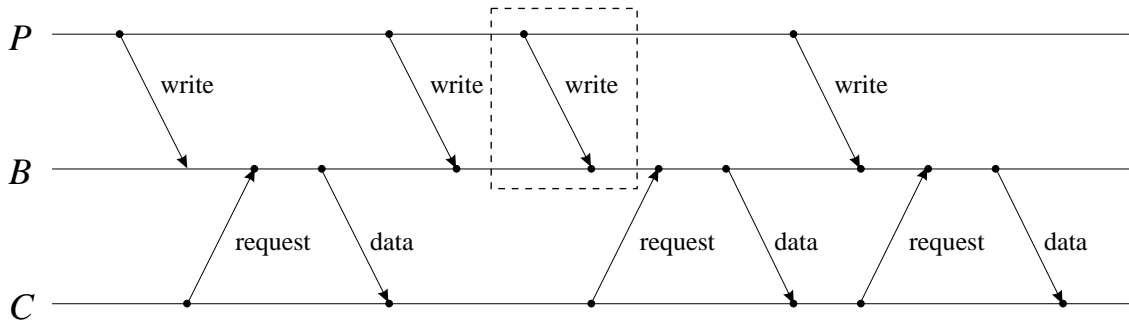 P
write write write write
B
request data request data request data
C